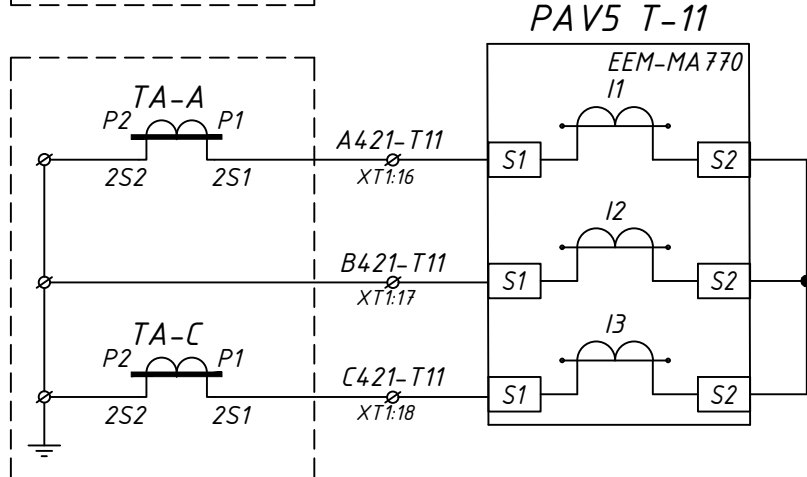 PAV5 T-11
EEM-MA770
TA-A
P2 P1
2S2 2S1
A421-T11
XT1:16
I1
S1 S2
B421-T11
XT1:17
I2
S1 S2
TA-C
P2 P1
2S2 2S1
C421-T11
XT1:18
I3
S1 S2